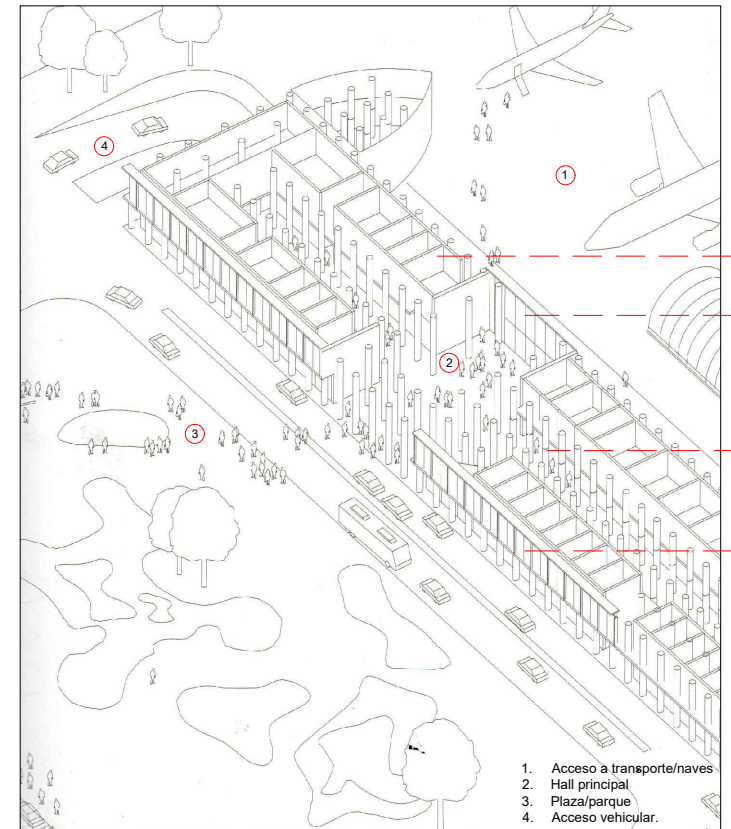 1
4
2
3
1. Acceso a transporte/naves
2. Hall principal
3. Plaza/parque
4. Acceso vehicular.